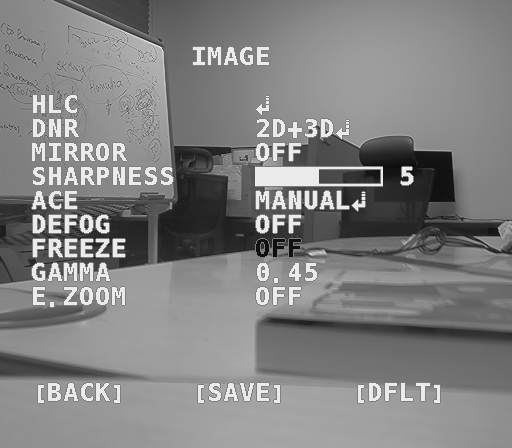 IMAGE
HLC ↲
DNR 2D+3D↲
MIRROR OFF
SHARPNESS 5
ACE MANUAL↲
DEFOG OFF
FREEZE OFF
GAMMA 0.45
E.ZOOM OFF
[BACK] [SAVE] [DFLT]